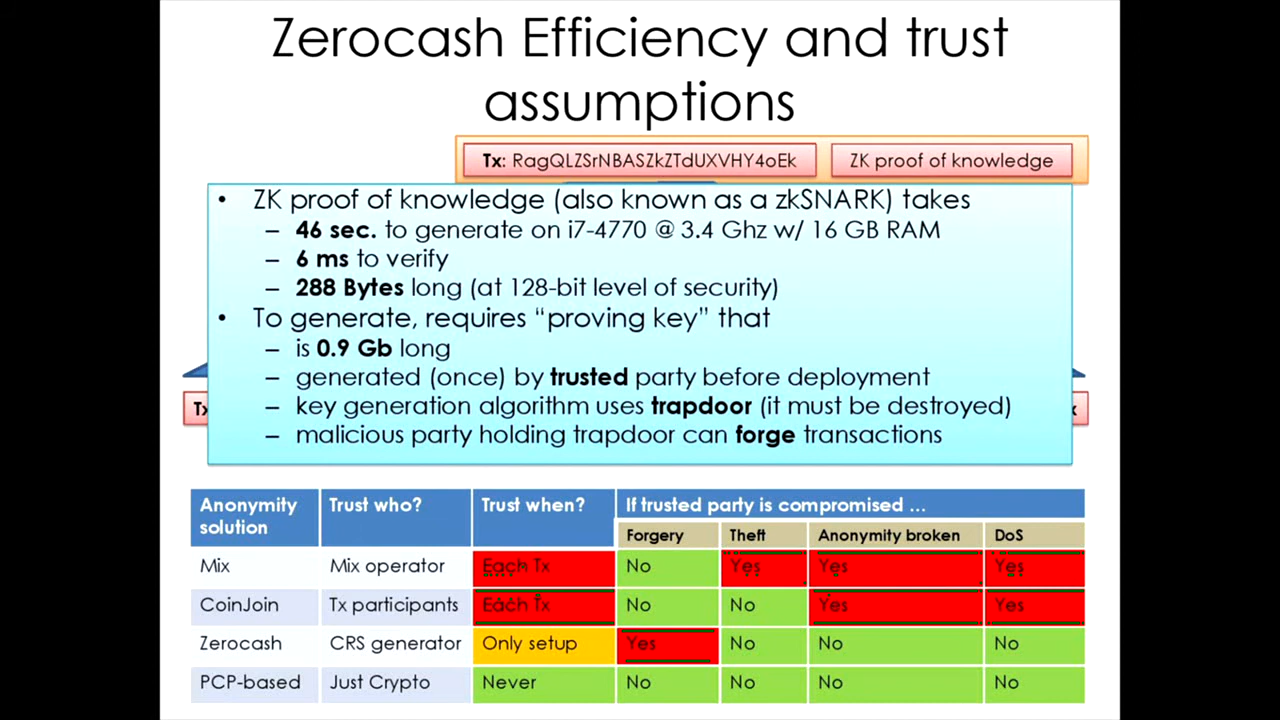 Zerocash Efficiency and trust
assumptions
Tx: RagQLZSrNBASZkZTdUXVHY4oEk ZK proof of knowledge
• ZK proof of knowledge (also known as a zkSNARK) takes
– 46 sec. to generate on i7-4770 @ 3.4 Ghz w/ 16 GB RAM
– 6 ms to verify
– 288 Bytes long (at 128-bit level of security)
• To generate, requires “proving key” that
– is 0.9 Gb long
– generated (once) by trusted party before deployment
– key generation algorithm uses trapdoor (it must be destroyed)
– malicious party holding trapdoor can forge transactions
Anonymity solution Trust who? Trust when? If trusted party is compromised ...
Forgery Theft Anonymity broken DoS
Mix Mix operator Each Tx No Yes Yes Yes
CoinJoin Tx participants Each Tx No No Yes Yes
Zerocash CRS generator Only setup Yes No No No
PCP-based Just Crypto Never No No No No